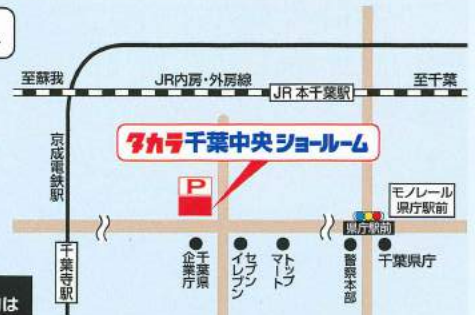 至蘇我
JR内房・外房線
JR 本千葉駅
至千葉
タカラ千葉中央ショールーム
京成電鉄駅
P
モノレール
県庁駅前
県庁駅前
千葉寺駅
千葉県
企業庁
セブン
イレブン
トップ
マート
警察本部
千葉県庁
は